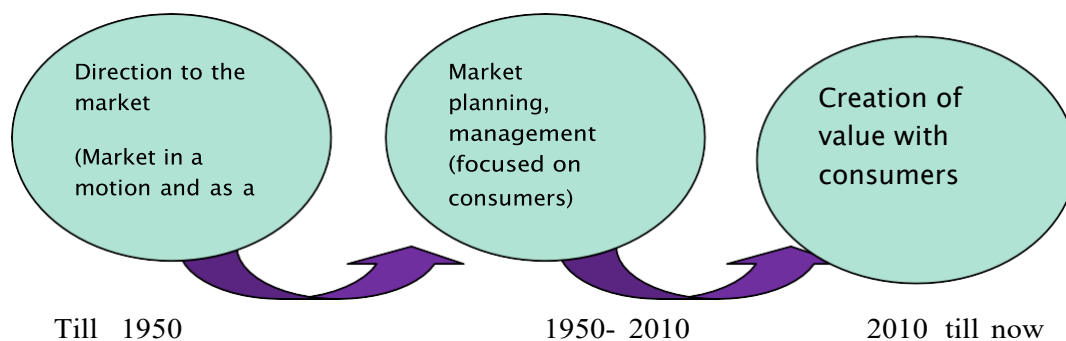 Direction to the
market
(Market in a
motion and as a
Market
planning,
management
(focused on
consumers)
Creation of
value with
consumers
Till 1950
1950- 2010
2010 till now